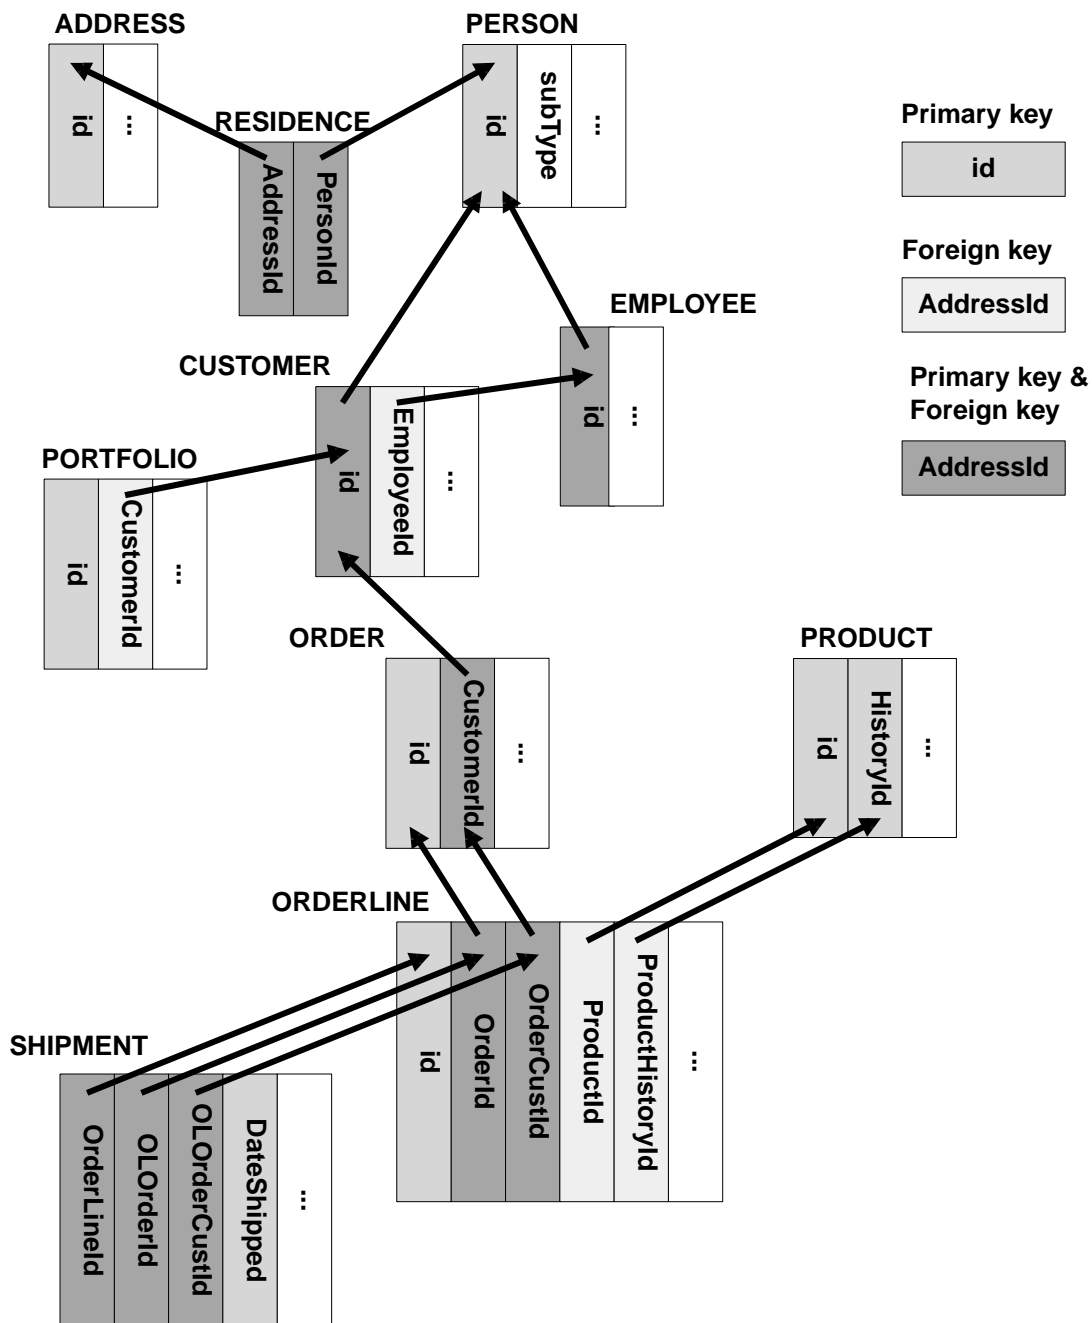 ADDRESS
id
...
PERSON
id
subType
...
RESIDENCE
AddressId
PersonId
Primary key
id
Foreign key
AddressId
Primary key &
Foreign key
AddressId
EMPLOYEE
id
...
CUSTOMER
id
EmployeeId
...
PORTFOLIO
id
CustomerId
...
ORDER
id
CustomerId
...
PRODUCT
id
HistoryId
...
ORDERLINE
id
OrderId
OrderCustId
ProductId
ProductHistoryId
...
SHIPMENT
OrderLineId
OLOrderId
OLOrderCustId
DateShipped
...